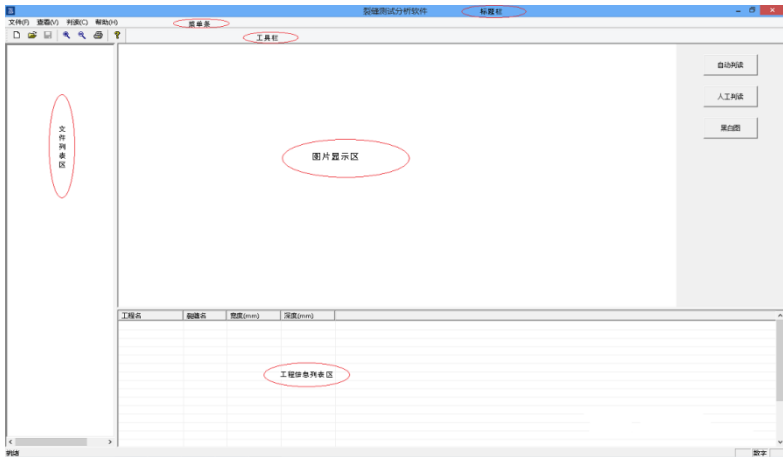 裂缝测试分析软件 标题栏
文件(F) 查看(V) 判读(C) 帮助(H) 菜单条
工具栏
自动判读
人工判读
黑白图
文件列表区
图片显示区
工程名 裂缝名 宽度(mm) 深度(mm)
工程信息列表区
就绪 数字